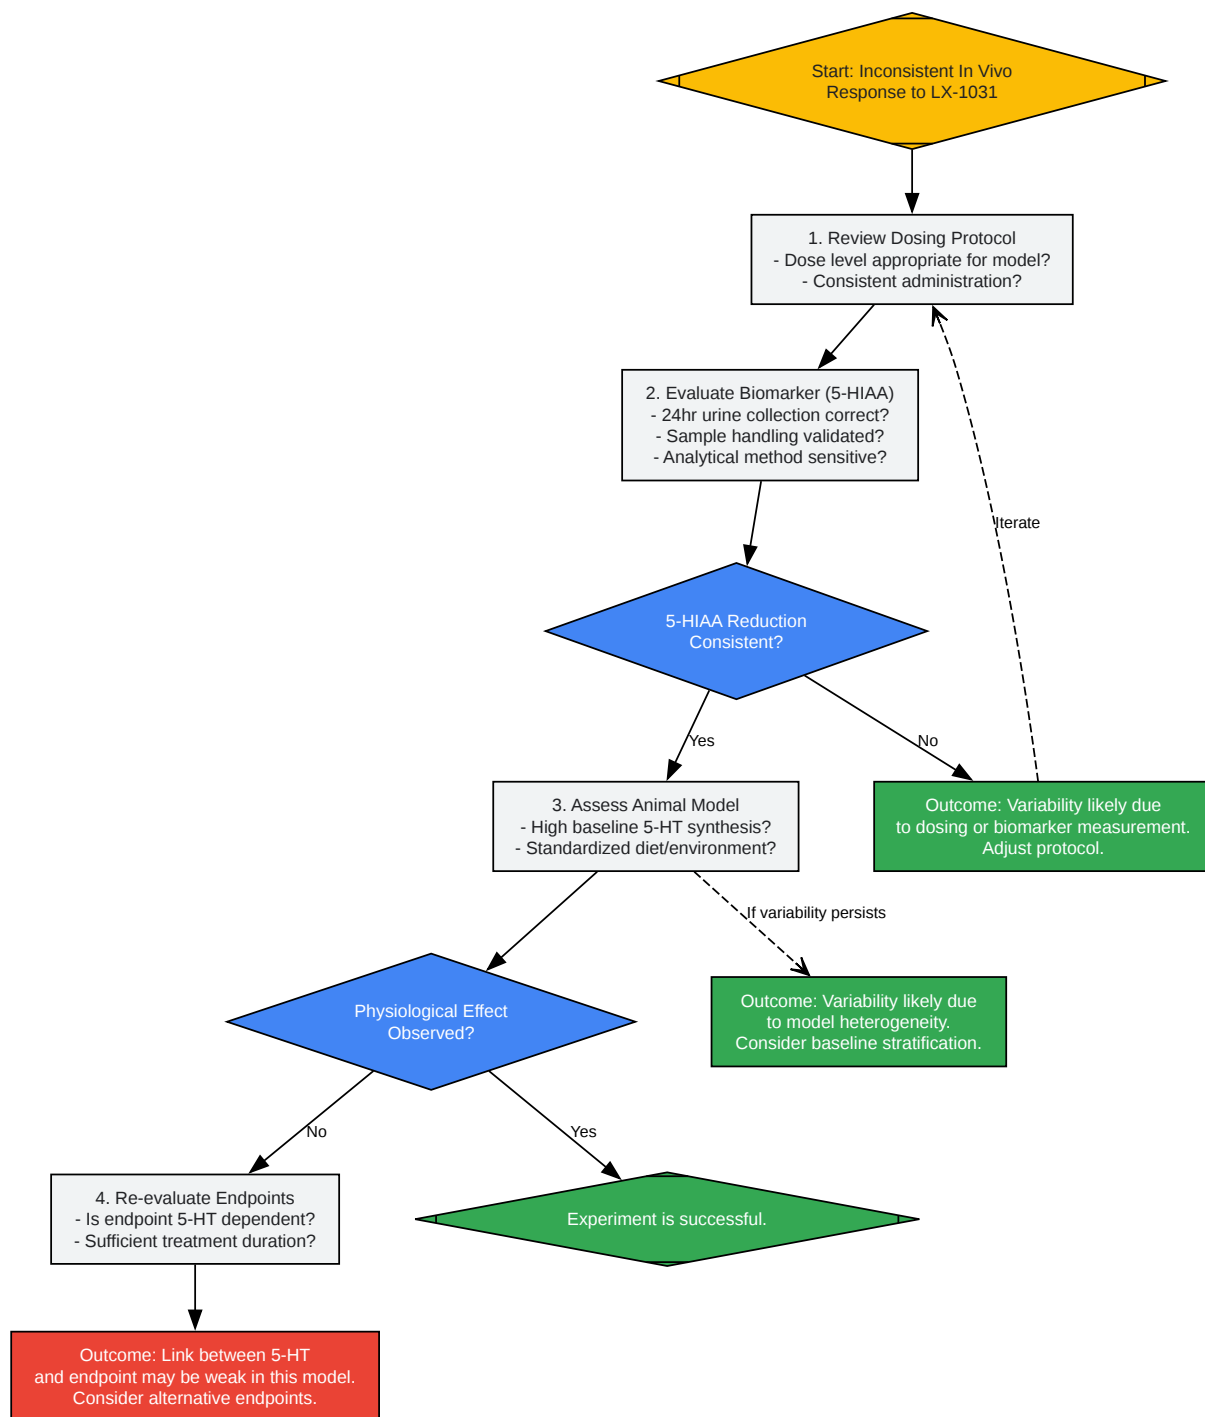 Start: Inconsistent In Vivo
Response to LX-1031
1. Review Dosing Protocol
- Dose level appropriate for model?
- Consistent administration?
2. Evaluate Biomarker (5-HIAA)
- 24hr urine collection correct?
- Sample handling validated?
- Analytical method sensitive?
Iterate
5-HIAA Reduction
Consistent?
Yes
No
3. Assess Animal Model
- High baseline 5-HT synthesis?
- Standardized diet/environment?
Outcome: Variability likely due
to dosing or biomarker measurement.
Adjust protocol.
If variability persists
Physiological Effect
Observed?
Outcome: Variability likely due
to model heterogeneity.
Consider baseline stratification.
No
Yes
4. Re-evaluate Endpoints
- Is endpoint 5-HT dependent?
- Sufficient treatment duration?
Experiment is successful.
Outcome: Link between 5-HT
and endpoint may be weak in this model.
Consider alternative endpoints.